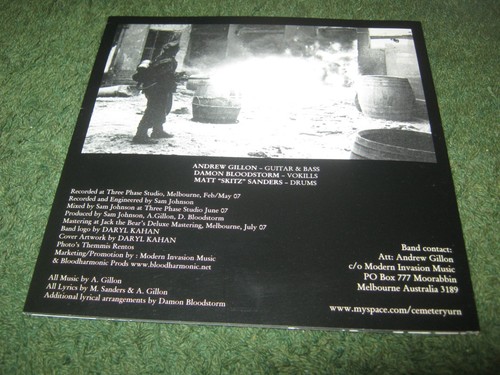 ANDREW GILLON - GUITAR & BASS
DAMON BLOODSTORM - VOKILLS
MATT "SKITZ" SANDERS - DRUMS
Recorded at Three Phase Studio, Melbourne, Feb/May 07
Recorded and Engineered by Sam Johnson
Mixed by Sam Johnson at Three Phase Studio June 07
Produced by Sam Johnson, A.Gillon, D. Bloodstorm
Mastering at Jack the Bear's Deluxe Mastering, Melbourne, July 07
Band logo by DARYL KAHAN
Cover Artwork by DARYL KAHAN
Photo's Themmis Rentos
Marketing/Promotion by : Modern Invasion Music
& Bloodharmonic Prods www.bloodharmonic.net
All Music by A. Gillon
All Lyrics by M. Sanders & A. Gillon
Additional lyrical arrangements by Damon Bloodstorm
Band contact:
Att: Andrew Gillon
c/o Modern Invasion Music
PO Box 777 Moorabbin
Melbourne Australia 3189
www.myspace.com/cemeteryurn